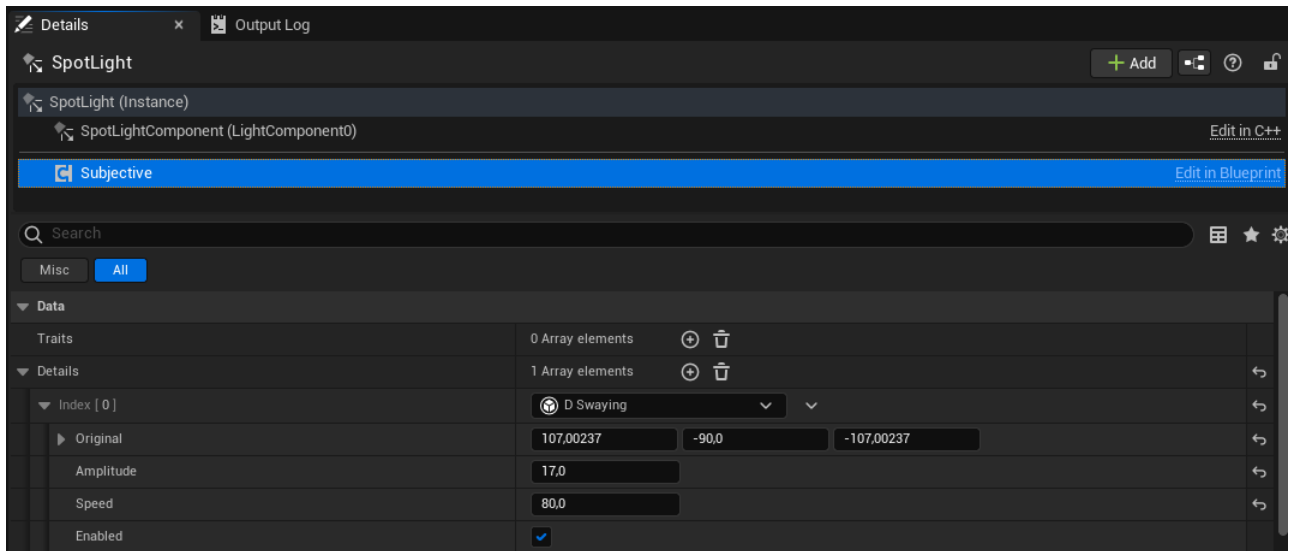 Details × Output Log
SpotLight + Add
SpotLight (Instance)
SpotLightComponent (LightComponent0) Edit in C++
Subjective Edit in Blueprint
Search
Misc All
Data
Traits 0 Array elements
Details 1 Array elements
Index [ 0 ] D Swaying
Original 107,00237 -90,0 -107,00237
Amplitude 17,0
Speed 80,0
Enabled